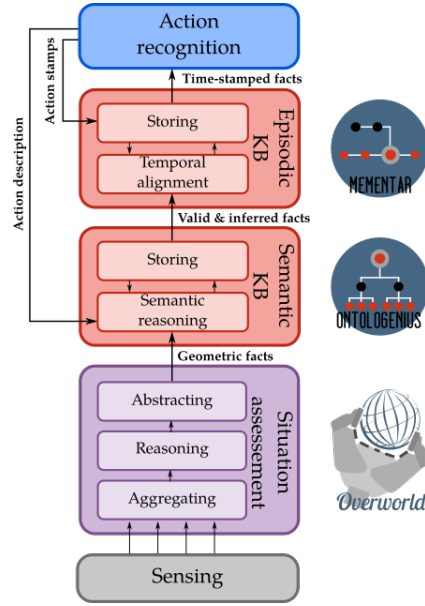 Action
recognition
Action stamps
Time-stamped facts
Action description
Storing
Temporal
alignment
Episodic
KB
MEMENTAR
Valid & inferred facts
Storing
Semantic
reasoning
Semantic
KB
ONTOLOGENIUS
Geometric facts
Abstracting
Reasoning
Aggregating
Situation
assessement
Overworld
Sensing